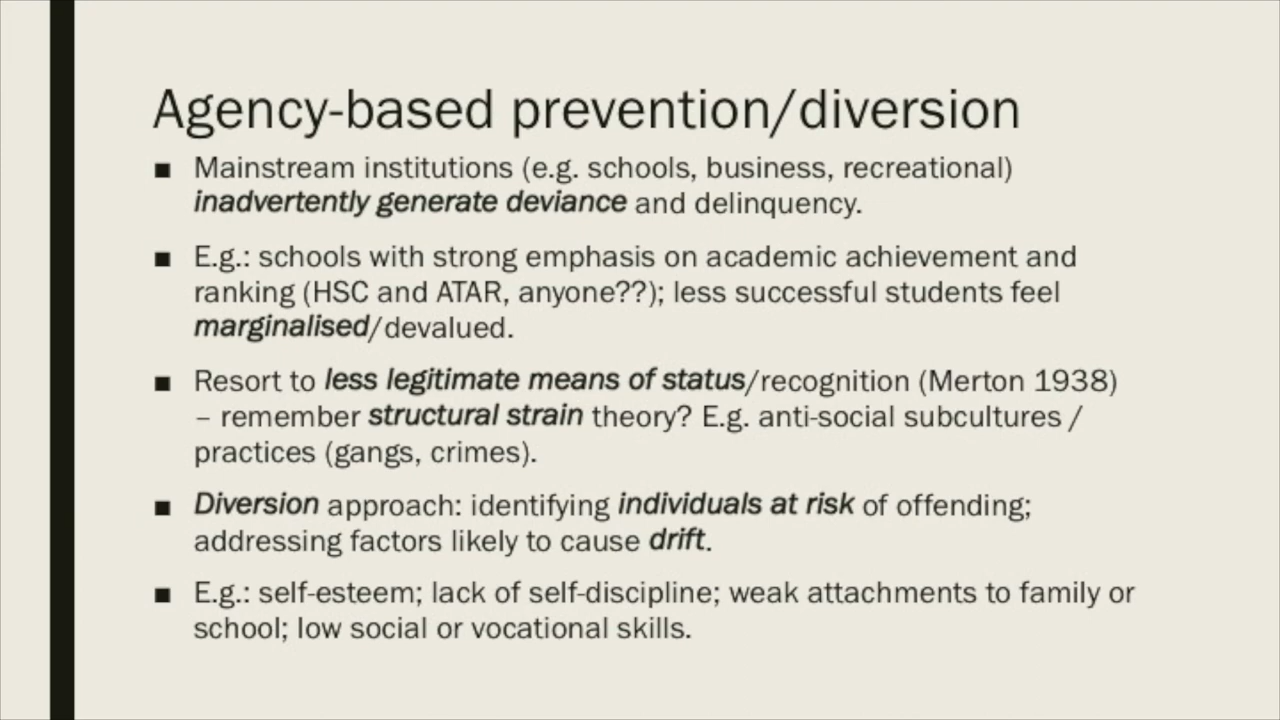 Agency-based prevention/diversion
■ Mainstream institutions (e.g. schools, business, recreational)
inadvertently generate deviance and delinquency.
■ E.g.: schools with strong emphasis on academic achievement and
ranking (HSC and ATAR, anyone??); less successful students feel
marginalised/devalued.
■ Resort to less legitimate means of status/recognition (Merton 1938)
– remember structural strain theory? E.g. anti-social subcultures /
practices (gangs, crimes).
■ Diversion approach: identifying individuals at risk of offending;
addressing factors likely to cause drift.
■ E.g.: self-esteem; lack of self-discipline; weak attachments to family or
school; low social or vocational skills.